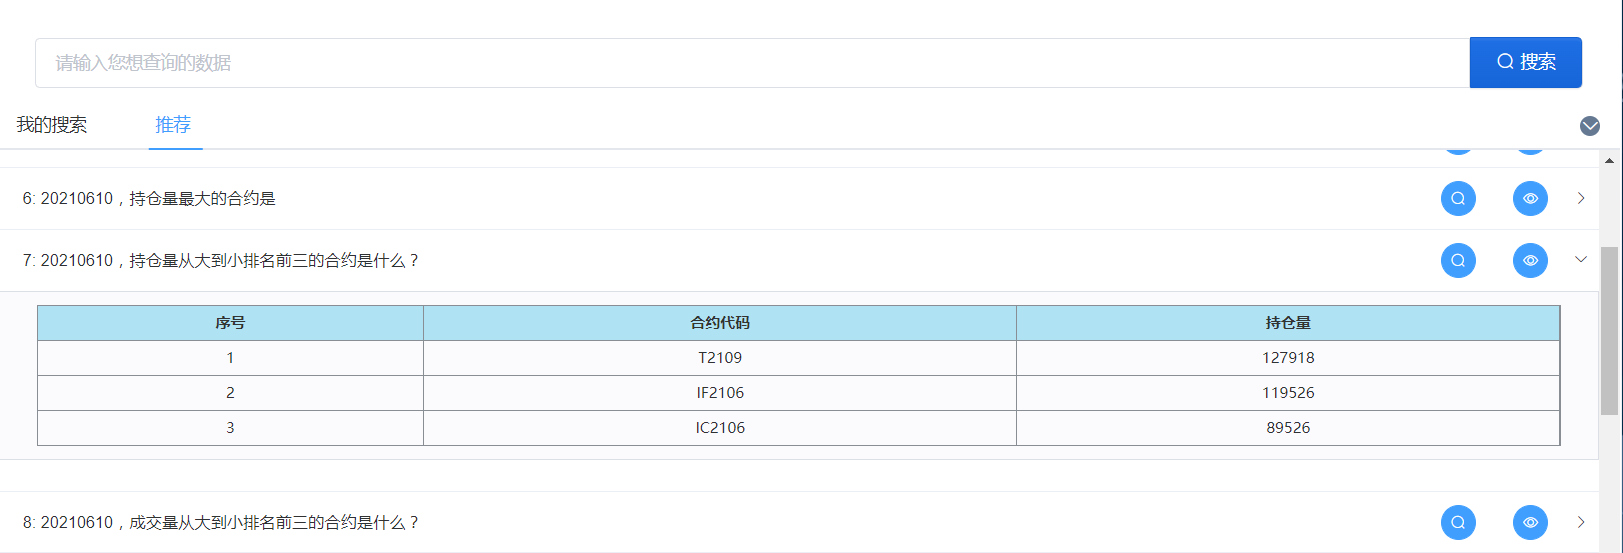 请输入您想查询的数据
搜索
我的搜索 推荐
6: 20210610，持仓量最大的合约是
7: 20210610，持仓量从大到小排名前三的合约是什么？
序号 合约代码 持仓量
1 T2109 127918
2 IF2106 119526
3 IC2106 89526
8: 20210610，成交量从大到小排名前三的合约是什么？